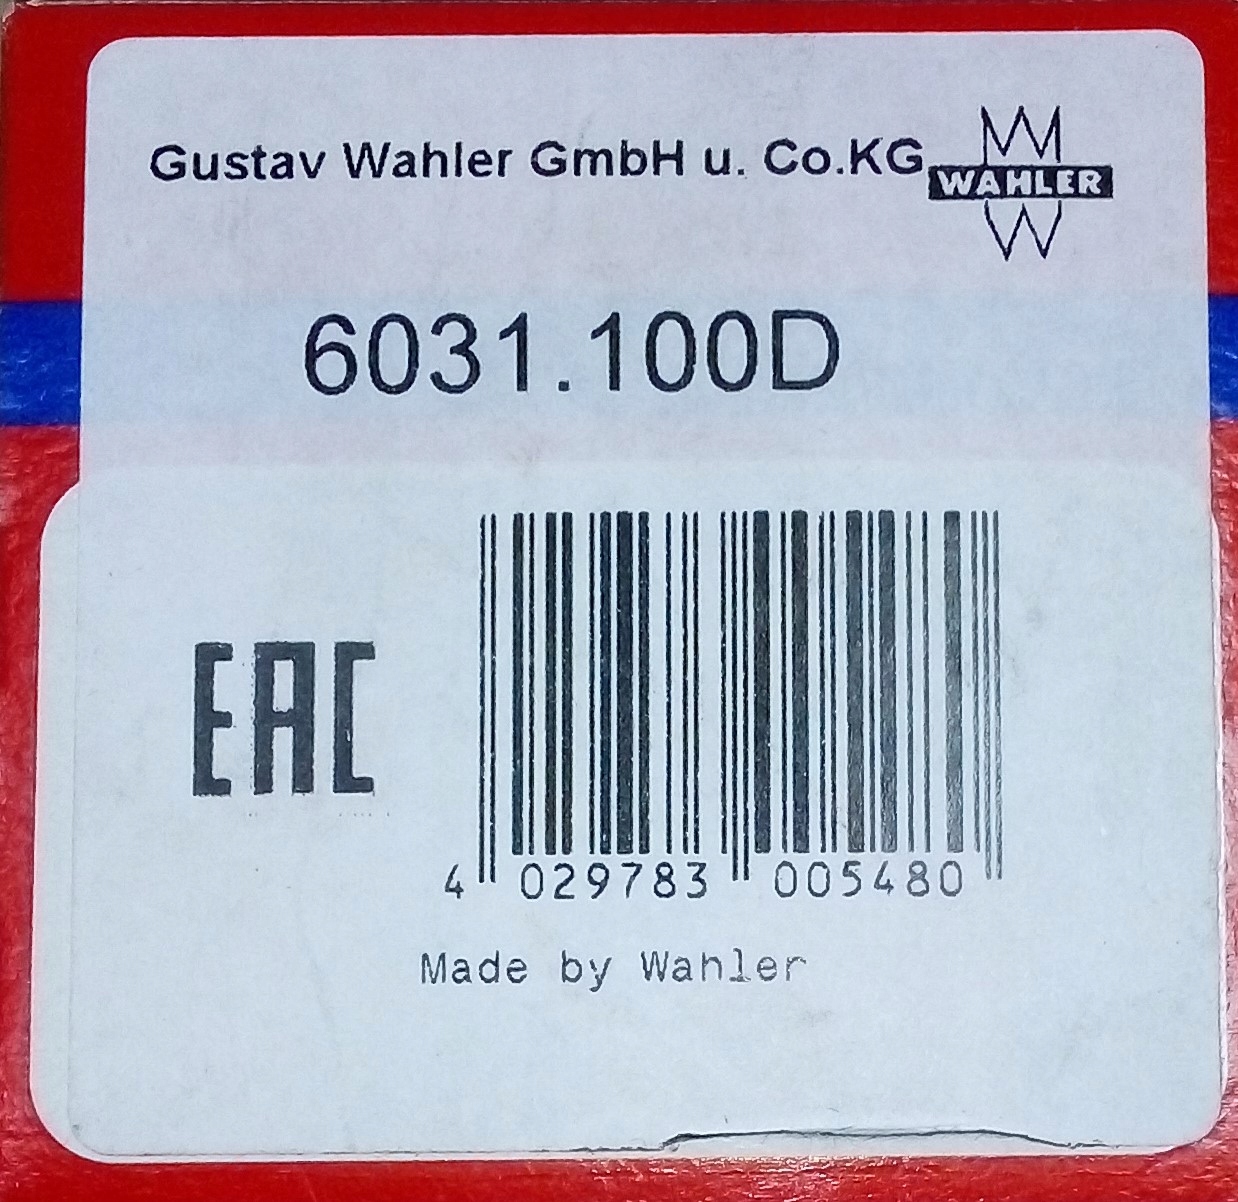 Gustav Wahler GmbH u. Co.KG
WAHLER
6031.100D
EAC
4 029783 005480
Made by Wahler